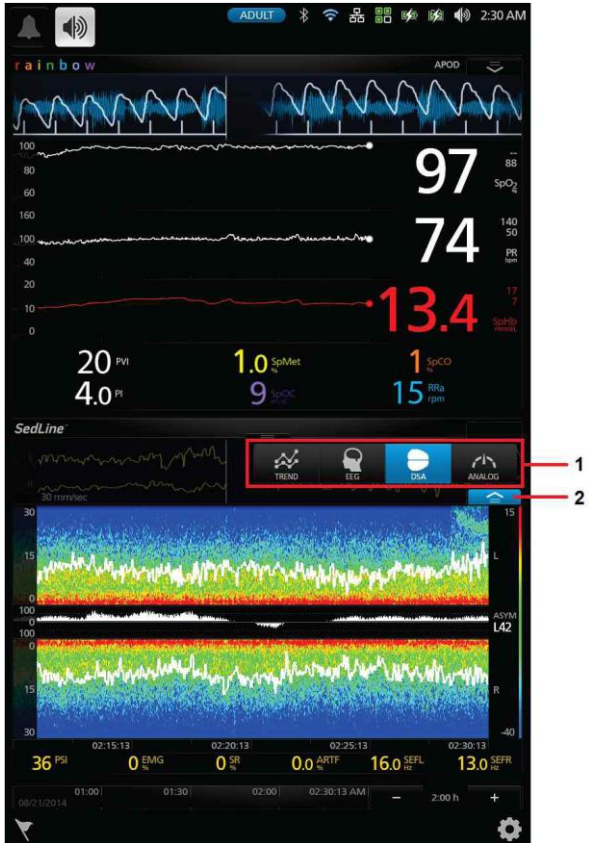 ADULT 2:30 AM
rainbow APOD
100
80
60
97
--
88
SpO2
%
160
100
40
74
140
50
PR
bpm
20
10
0
13.4
17
7
SpHb
20 PVI 1.0 SpMet % 1 SpCO %
4.0 PI 9 SpOC 15 RRa rpm
SedLine
TREND EEG DSA ANALOG 1
2
L
R
30 mm/sec
30
15
0
15
L
100
0
ASYM
L42
100
0
15
30
R
-40
02:15:13 02:20:13 02:25:13 02:30:13
36 PSI 0 EMG % 0 SR % 0.0 ARTF % 16.0 SEFL Hz 13.0 SEFR Hz
01:00 01:30 02:00 02:30:13 AM - 2:00 h +
08/21/2014